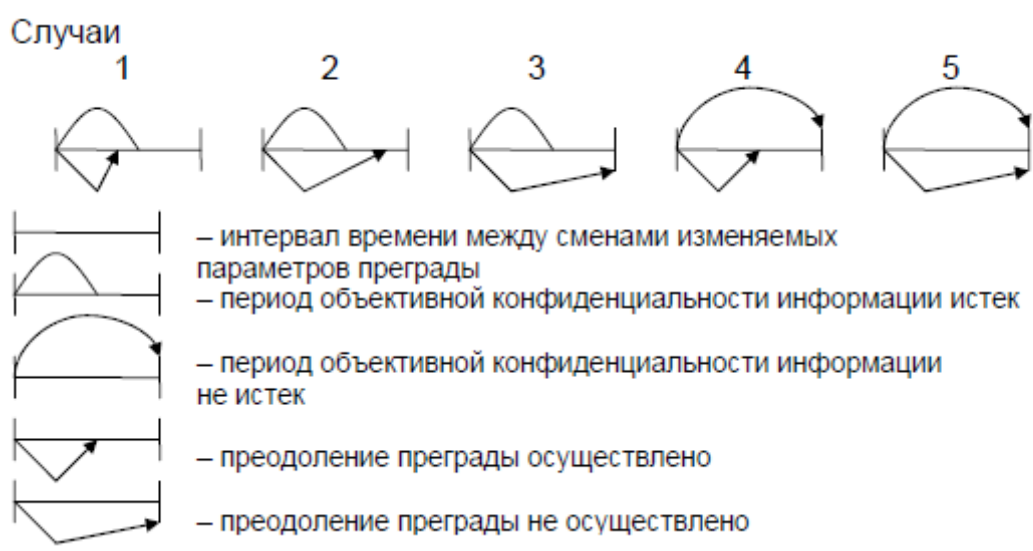 Случаи
1 2 3 4 5
– интервал времени между сменами изменяемых
параметров преграды
– период объективной конфиденциальности информации истек
– период объективной конфиденциальности информации
не истек
– преодоление преграды осуществлено
– преодоление преграды не осуществлено